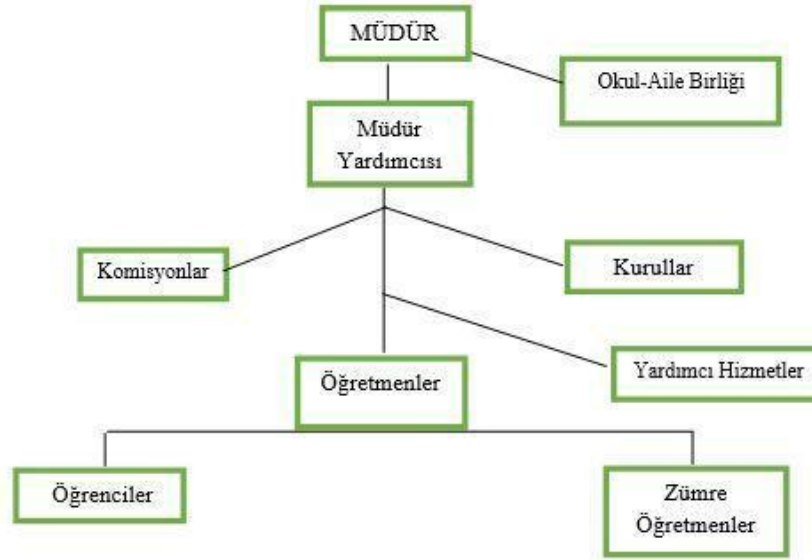 MÜDÜR
Okul-Aile Birliği
Müdür
Yardımcısı
Komisyonlar
Kurullar
Öğretmenler
Yardımcı Hizmetler
Öğrenciler
Zümre
Öğretmenler